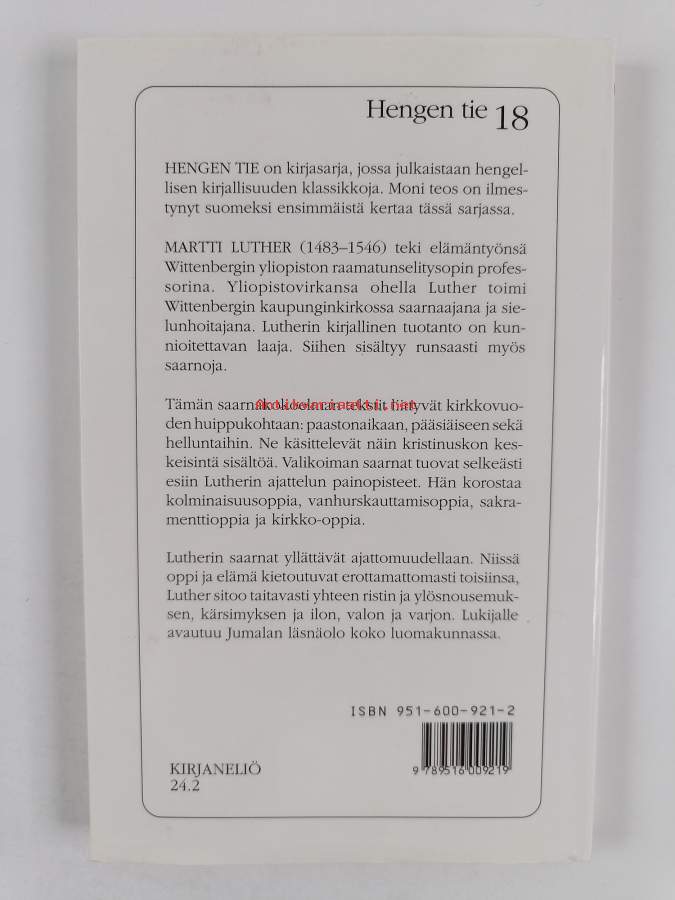 Hengen tie 18
HENGEN TIE on kirjasarja, jossa julkaistaan hengel-
lisen kirjallisuuden klassikkoja. Moni teos on ilmes-
tynyt suomeksi ensimmäistä kertaa tässä sarjassa.
MARTTI LUTHER (1483–1546) teki elämäntyönsä
Wittenbergin yliopiston raamatunselitysopin profes-
sorina. Yliopistovirkansa ohella Luther toimi
Wittenbergin kaupunginkirkossa saarnaajana ja sie-
lunhoitajana. Lutherin kirjallinen tuotanto on kun-
nioitettavan laaja. Siihen sisältyy runsaasti myös
saarnoja.
Tämän saarnakokoelman tekstit liittyvät kirkkovuo-
den huippukohtaan: paastonaikaan, pääsiäiseen sekä
helluntaihin. Ne käsittelevät näin kristinuskon kes-
keisintä sisältöä. Valikoiman saarnat tuovat selkeästi
esiin Lutherin ajattelun painopisteet. Hän korostaa
kolminaisuusoppia, vanhurskauttamisoppia, sakra-
menttioppia ja kirkko-oppia.
Lutherin saarnat yllättävät ajattomuudellaan. Niissä
oppi ja elämä kietoutuvat erottamattomasti toisiinsa,
Luther sitoo taitavasti yhteen ristin ja ylösnousemuk-
sen, kärsimyksen ja ilon, valon ja varjon. Lukijalle
avautuu Jumalan läsnäolo koko luomakunnassa.
ISBN 951-600-921-2
9 789516 009219
KIRJANELIÖ
24.2